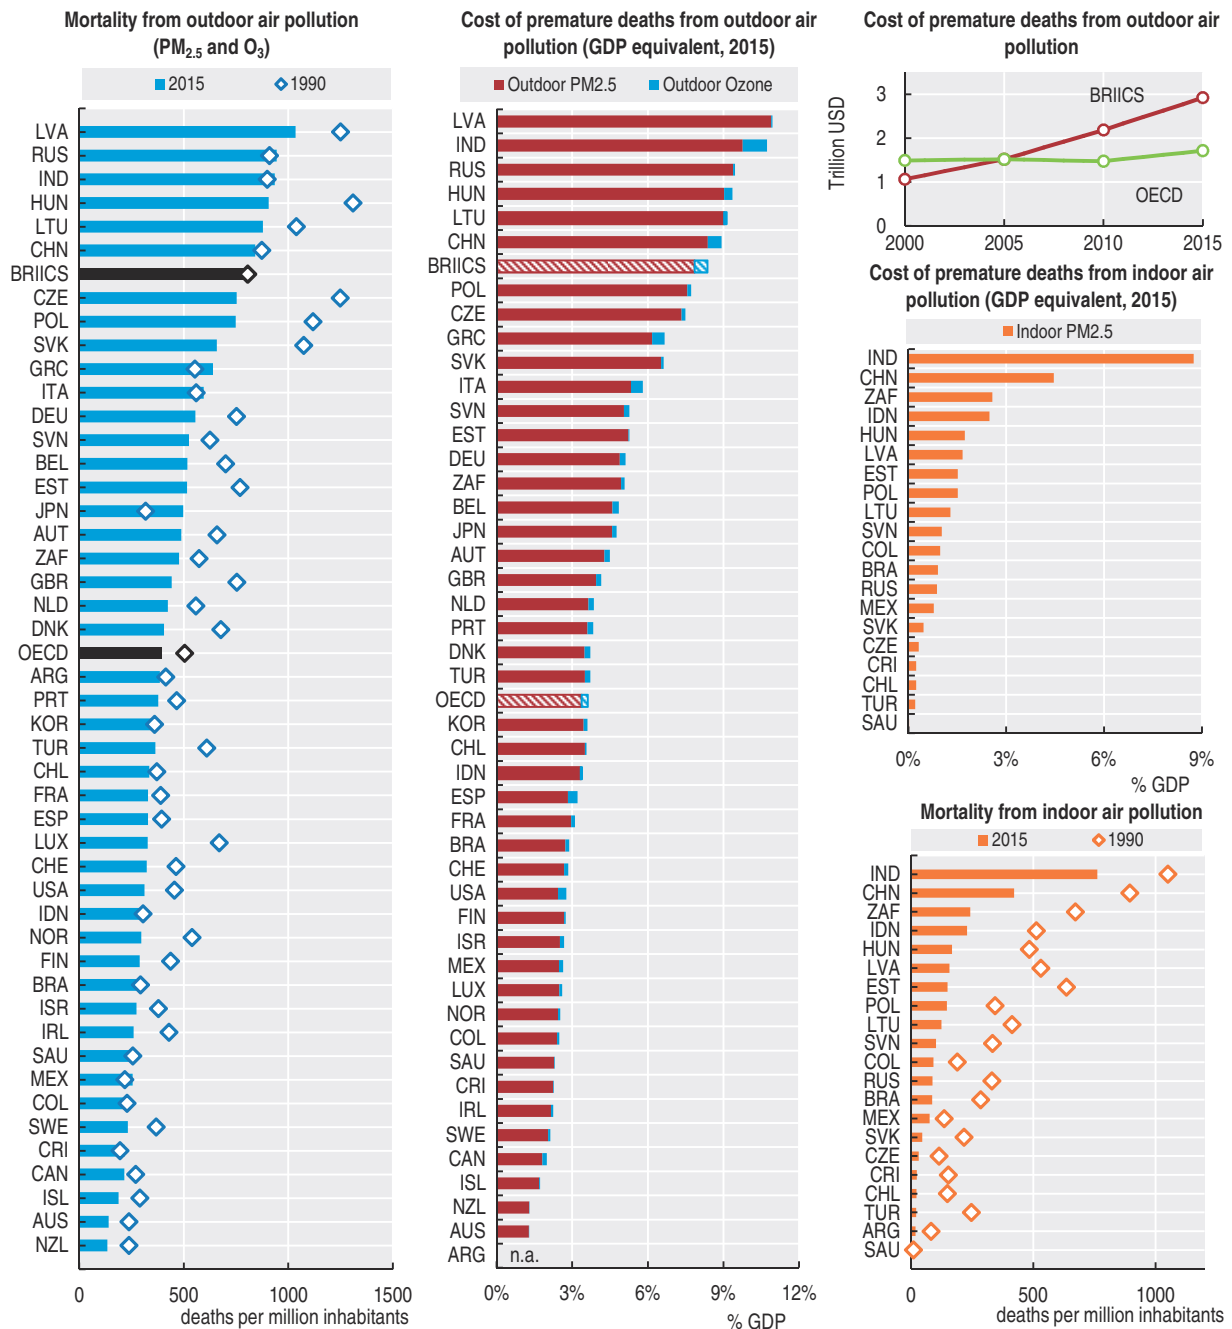 Mortality from outdoor air pollution
(PM2.5 and O3)
2015 1990
LVA
RUS
IND
HUN
LTU
CHN
BRIICS
CZE
POL
SVK
GRC
ITA
DEU
SVN
BEL
EST
JPN
AUT
ZAF
GBR
NLD
DNK
OECD
ARG
PRT
KOR
TUR
CHL
FRA
ESP
LUX
CHE
USA
IDN
NOR
FIN
BRA
ISR
IRL
SAU
MEX
COL
SWE
CRI
CAN
ISL
AUS
NZL
0 500 1000 1500
deaths per million inhabitants
Cost of premature deaths from outdoor air
pollution (GDP equivalent, 2015)
Outdoor PM2.5 Outdoor Ozone
LVA
IND
RUS
HUN
LTU
CHN
BRIICS
POL
CZE
GRC
SVK
ITA
SVN
EST
DEU
ZAF
BEL
JPN
AUT
GBR
NLD
PRT
DNK
TUR
OECD
KOR
CHL
IDN
ESP
FRA
BRA
CHE
USA
FIN
ISR
MEX
LUX
NOR
COL
SAU
CRI
IRL
SWE
CAN
ISL
NZL
AUS
ARG n.a.
0% 3% 6% 9% 12%
% GDP
Cost of premature deaths from outdoor air
pollution
Trillion USD
3
2
1
0
BRIICS
OECD
2000 2005 2010 2015
Cost of premature deaths from indoor air
pollution (GDP equivalent, 2015)
Indoor PM2.5
IND
CHN
ZAF
IDN
HUN
LVA
EST
POL
LTU
SVN
COL
BRA
RUS
MEX
SVK
CZE
CRI
CHL
TUR
SAU
0% 3% 6% 9%
% GDP
Mortality from indoor air pollution
2015 1990
IND
CHN
ZAF
IDN
HUN
LVA
EST
POL
LTU
SVN
COL
RUS
BRA
MEX
SVK
CZE
CRI
CHL
TUR
ARG
SAU
0 500 1000
deaths per million inhabitants